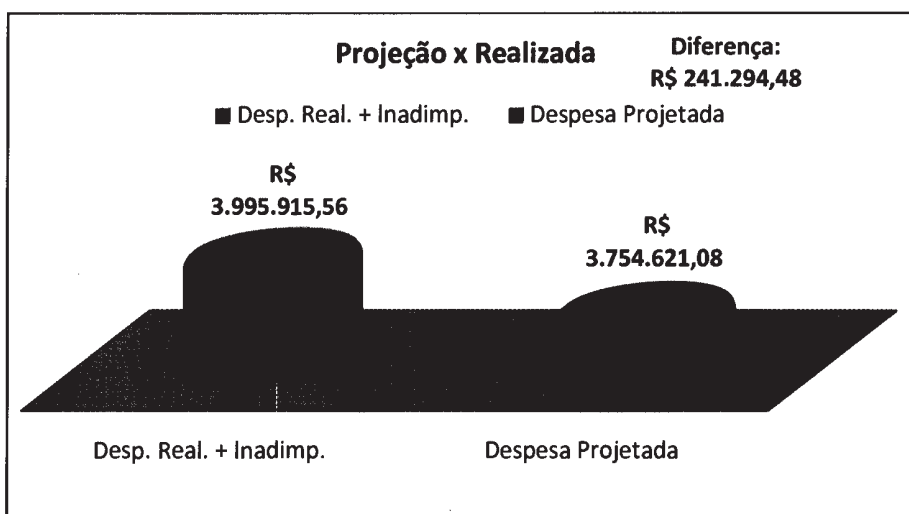 Projeção x Realizada
Diferença:
R$ 241.294,48
Desp. Real. + Inadimp.
Despesa Projetada
R$
3.995.915,56
R$
3.754.621,08
Desp. Real. + Inadimp.
Despesa Projetada